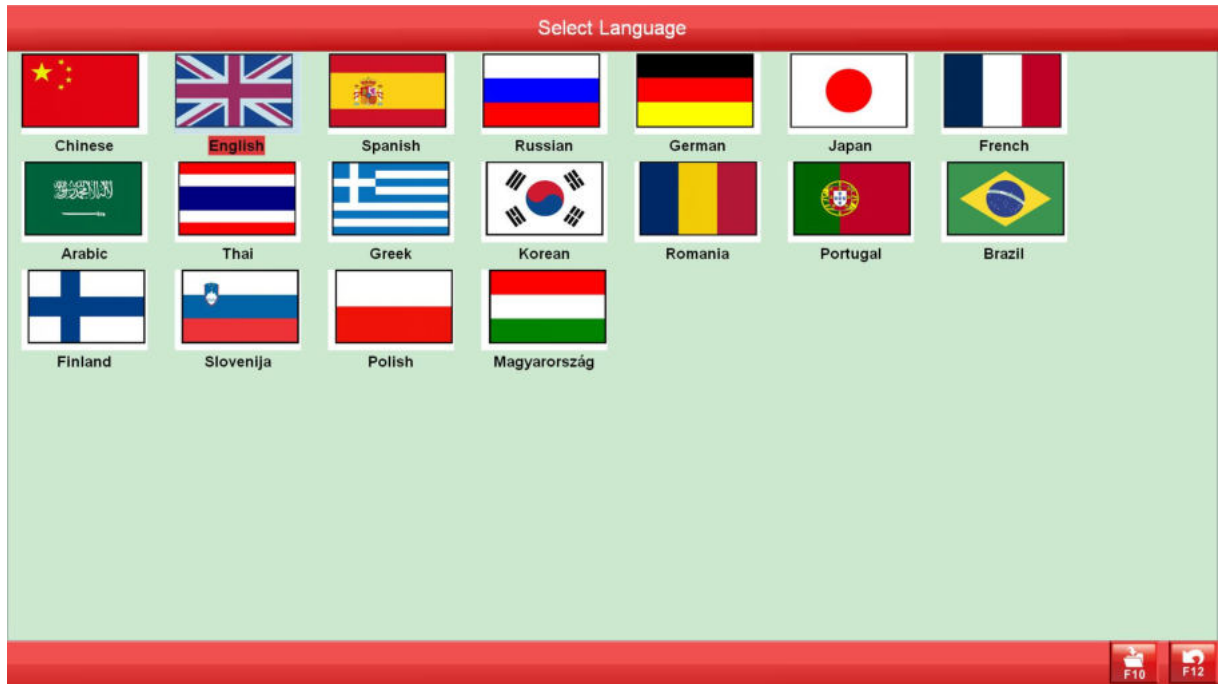 Select Language
Chinese English Spanish Russian German Japan French
Arabic Thai Greek Korean Romania Portugal Brazil
Finland Slovenija Polish Magyarország
F10 F12